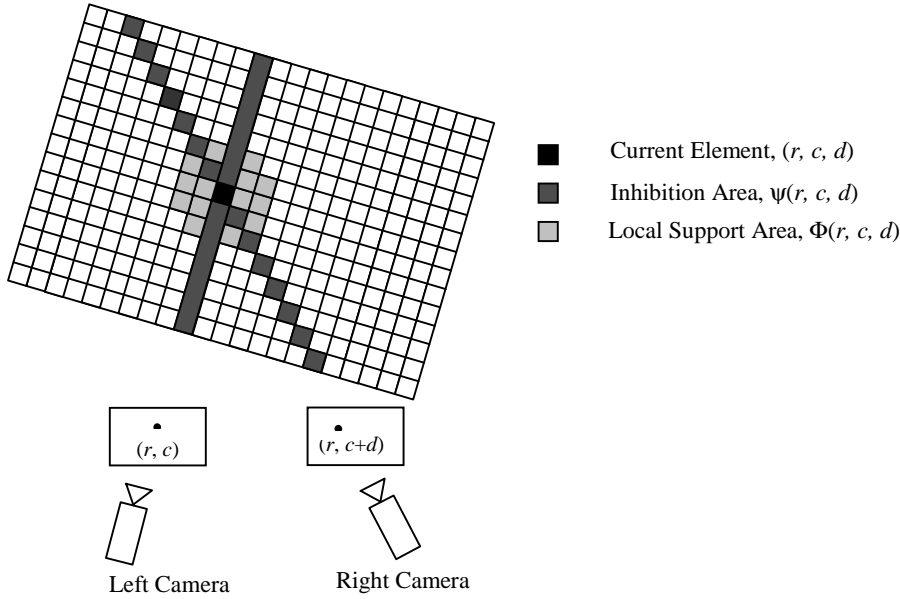 Current Element, (r, c, d)
Inhibition Area, Ψ(r, c, d)
Local Support Area, Φ(r, c, d)
(r, c)
(r, c+d)
Left Camera
Right Camera